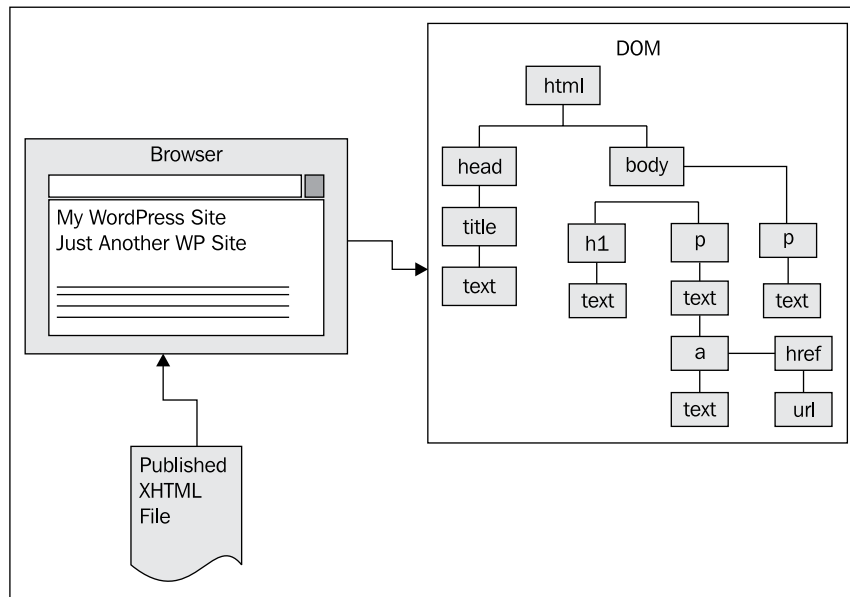 DOM
html
Browser
head
body
My WordPress Site
Just Another WP Site
title
h1
p
p
text
text
text
text
a
href
text
url
Published
XHTML
File